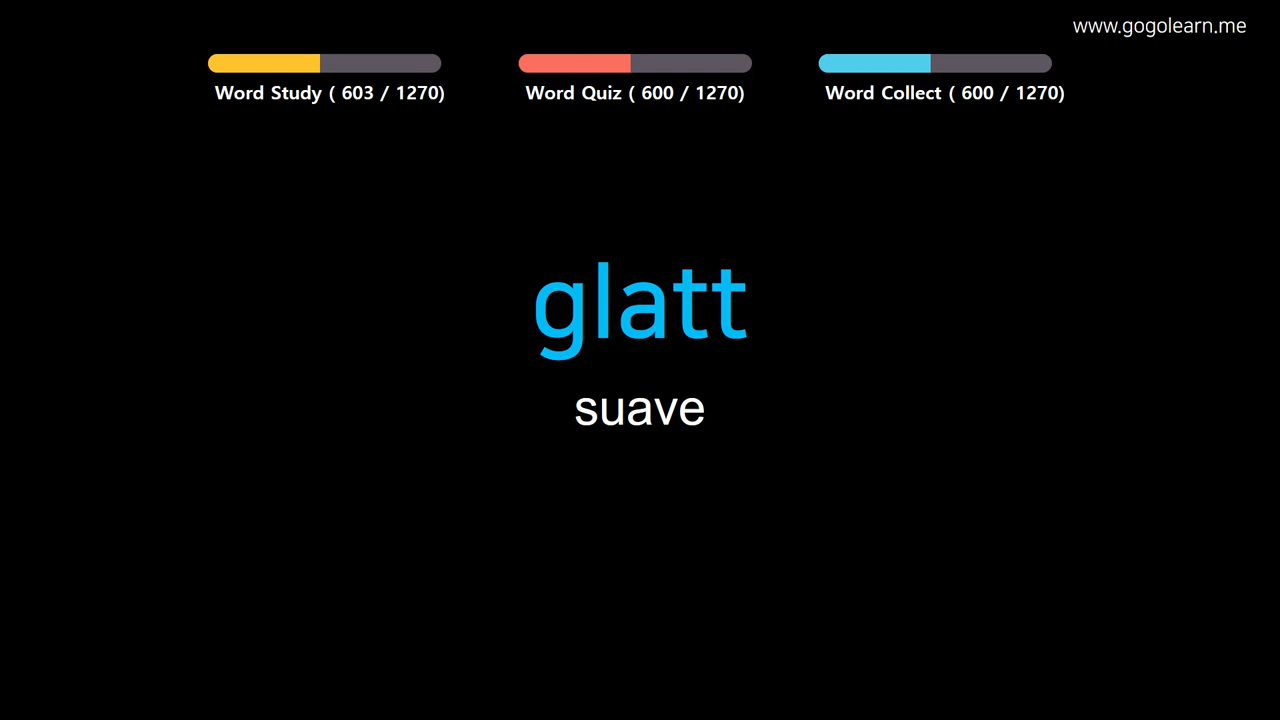 www.gogolearn.me
Word Study ( 603 / 1270)
Word Quiz ( 600 / 1270)
Word Collect ( 600 / 1270)
glatt
suave